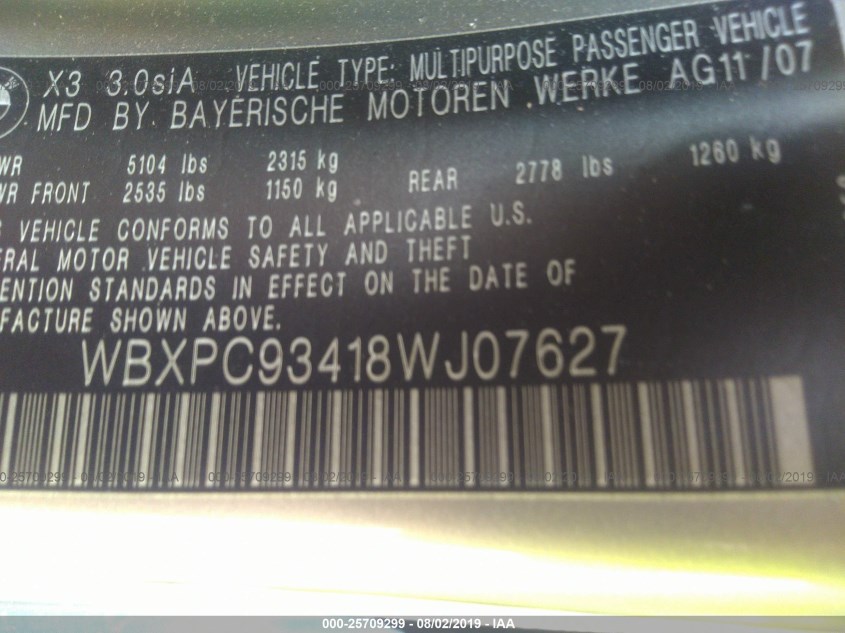 X3 3.0siA VEHICLE TYPE: MULTIPURPOSE PASSENGER VEHICLE
MFD BY BAYERISCHE MOTOREN WERKE AG 11/07
WR 5104 lbs 2315 kg
WR FRONT 2535 lbs 1150 kg REAR 2778 lbs 1260 kg
S VEHICLE CONFORMS TO ALL APPLICABLE U.S.
ERAL MOTOR VEHICLE SAFETY AND THEFT
ENTION STANDARDS IN EFFECT ON THE DATE OF
FACTURE SHOWN ABOVE.
WBXPC93418WJ07627
000-25709299 - 08/02/2019 - IAA